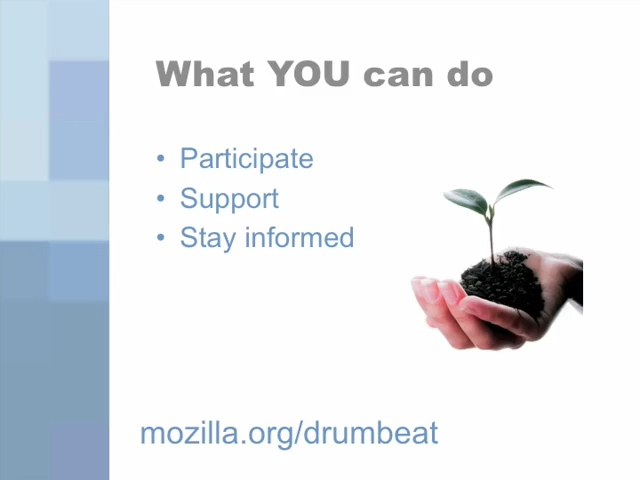 What YOU can do
• Participate
• Support
• Stay informed
mozilla.org/drumbeat